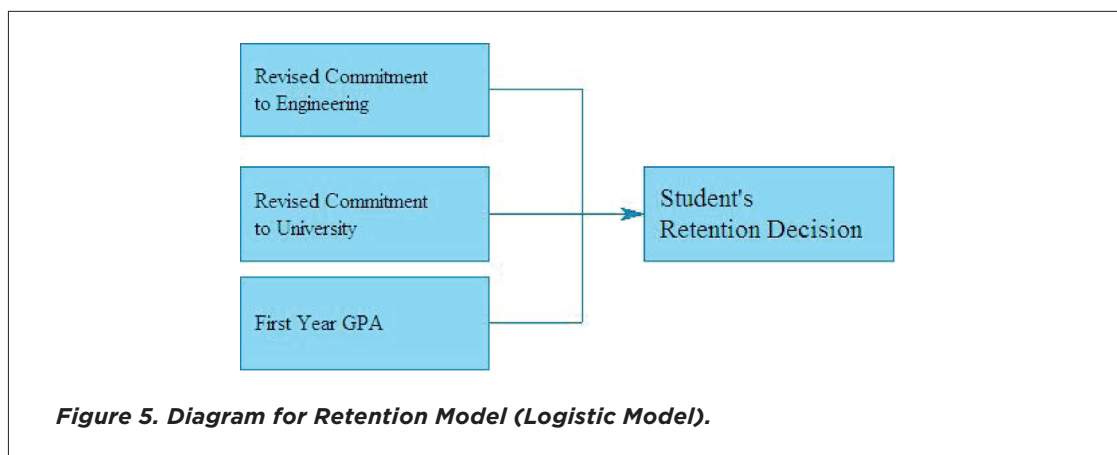 Revised Commitment
to Engineering
Revised Commitment
to University
Student's
Retention Decision
First Year GPA
Figure 5. Diagram for Retention Model (Logistic Model).